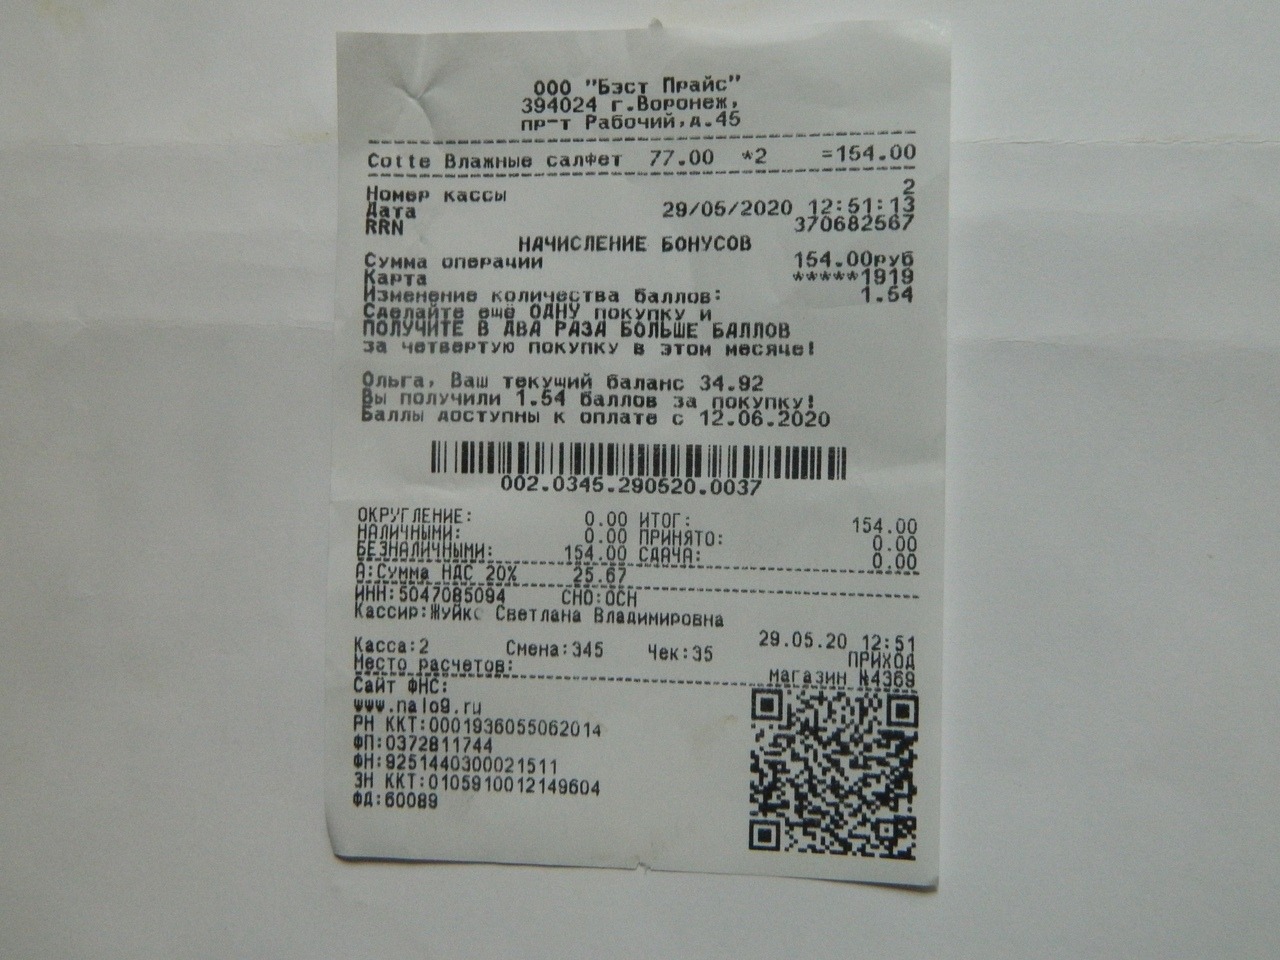 ООО "Бэст Прайс"
394024 г.Воронеж,
пр-т Рабочий,д.45
Cotte Влажные салфет 77.00 *2 =154.00
Номер кассы 2
Дата 29/05/2020 12:51:13
RRN 370682567
НАЧИСЛЕНИЕ БОНУСОВ
Сумма операции 154.00руб
Карта *****1919
Изменение количества баллов: 1.54
Сделайте ещё ОДНУ покупку и
ПОЛУЧИТЕ В ДВА РАЗА БОЛЬШЕ БАЛЛОВ
за четвертую покупку в этом месяце!
Ольга, Ваш текущий баланс 34.92
Вы получили 1.54 баллов за покупку!
Баллы доступны к оплате с 12.06.2020
002.0345.290520.0037
ОКРУГЛЕНИЕ: 0.00 ИТОГ: 154.00
НАЛИЧНЫМИ: 0.00 ПРИНЯТО: 0.00
БЕЗНАЛИЧНЫМИ: 154.00 СДАЧА: 0.00
А:Сумма НДС 20% 25.67
ИНН:5047085094 СНО:ОСН
Кассир:Жуйко Светлана Владимировна
29.05.20 12:51
Касса:2 Смена:345 Чек:35 ПРИХОД
Место расчетов: магазин №4369
Сайт ФНС:
www.nalog.ru
РН ККТ:0001936055062014
ФП:0372811744
ФН:9251440300021511
ЗН ККТ:0105910012149604
ФД:60089